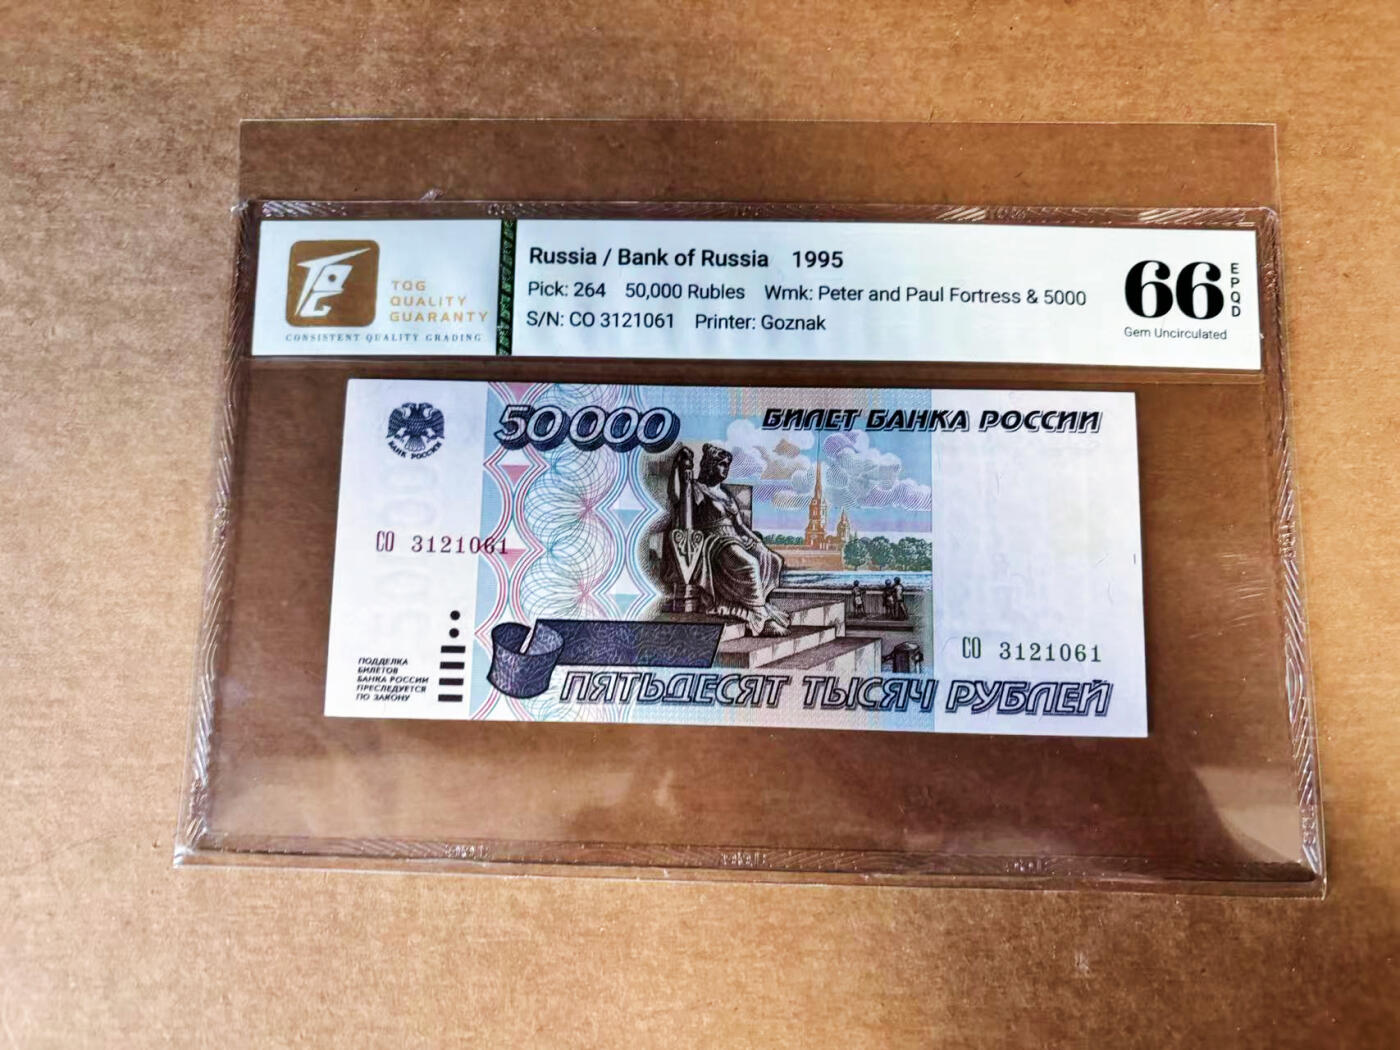 TQG
QUALITY
GUARANTY
CONSISTENT QUALITY GRADING
Russia / Bank of Russia 1995
Pick: 264 50,000 Rubles Wmk: Peter and Paul Fortress & 5000
S/N: CO 3121061 Printer: Goznak
66
EPQD
Gem Uncirculated
БАНК РОССИИ
50000
БИЛЕТ БАНКА РОССИИ
СО 3121061
СО 3121061
ПОДДЕЛКА
БИЛЕТОВ
БАНКА РОССИИ
ПРЕСЛЕДУЕТСЯ
ПО ЗАКОНУ
ПЯТЬДЕСЯТ ТЫСЯЧ РУБЛЕЙ